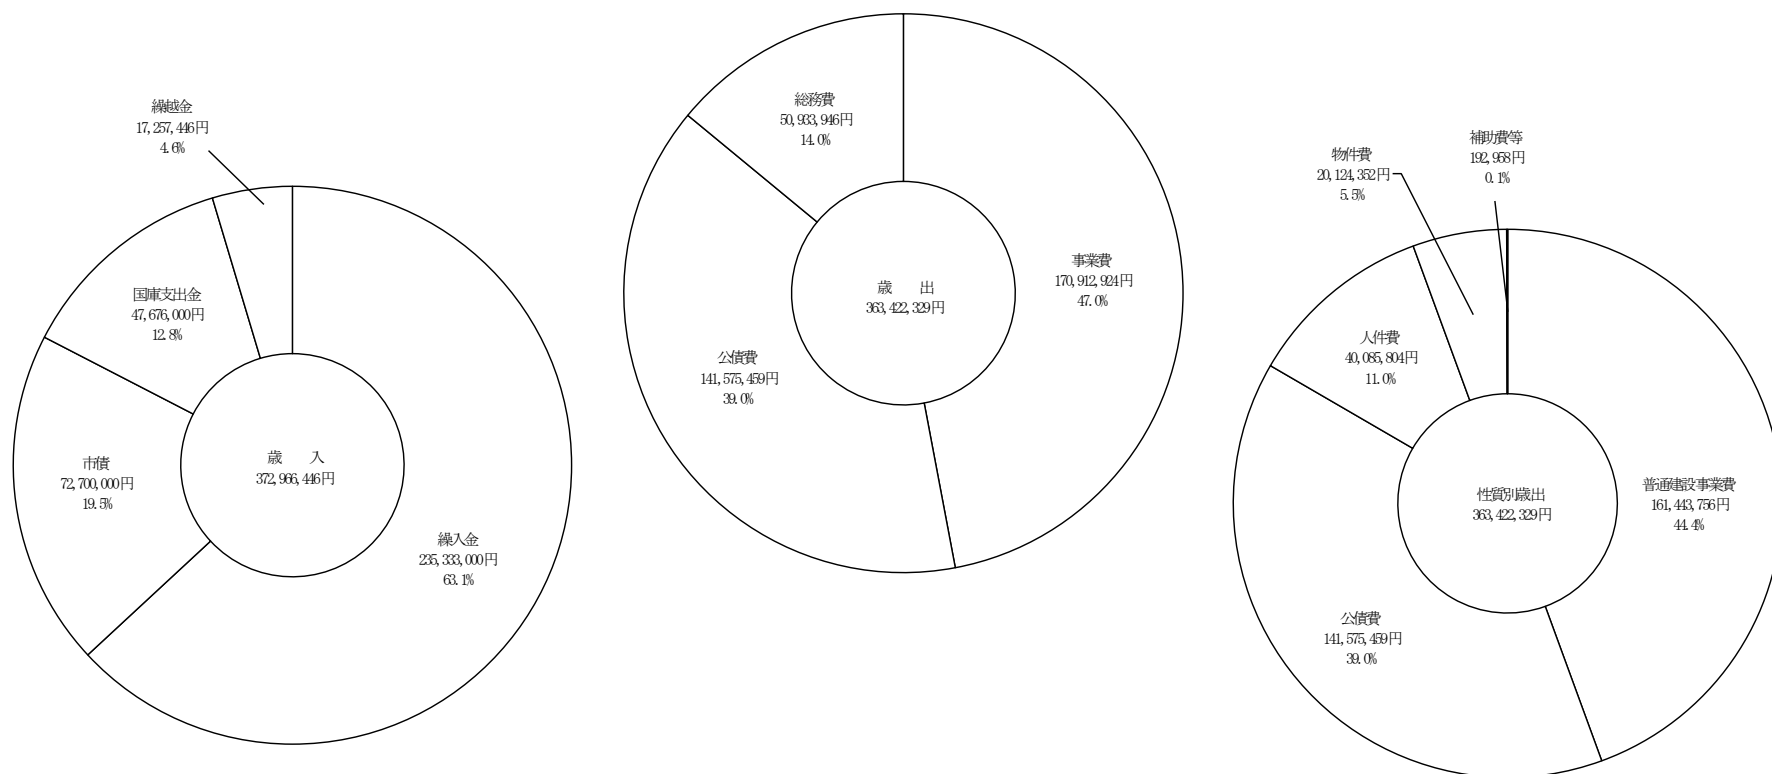 繰越金
17,257,446円
4.6%
国庫支出金
47,676,000円
12.8%
市債
72,700,000円
19.5%
歳 入
372,966,446円
繰入金
235,333,000円
63.1%
総務費
50,933,946円
14.0%
事業費
170,912,924円
47.0%
歳 出
363,422,329円
公債費
141,575,459円
39.0%
補助費等
192,958円
0.1%
物件費
20,124,352円
5.5%
人件費
40,085,804円
11.0%
性質別歳出
363,422,329円
普通建設事業費
161,443,756円
44.4%
公債費
141,575,459円
39.0%